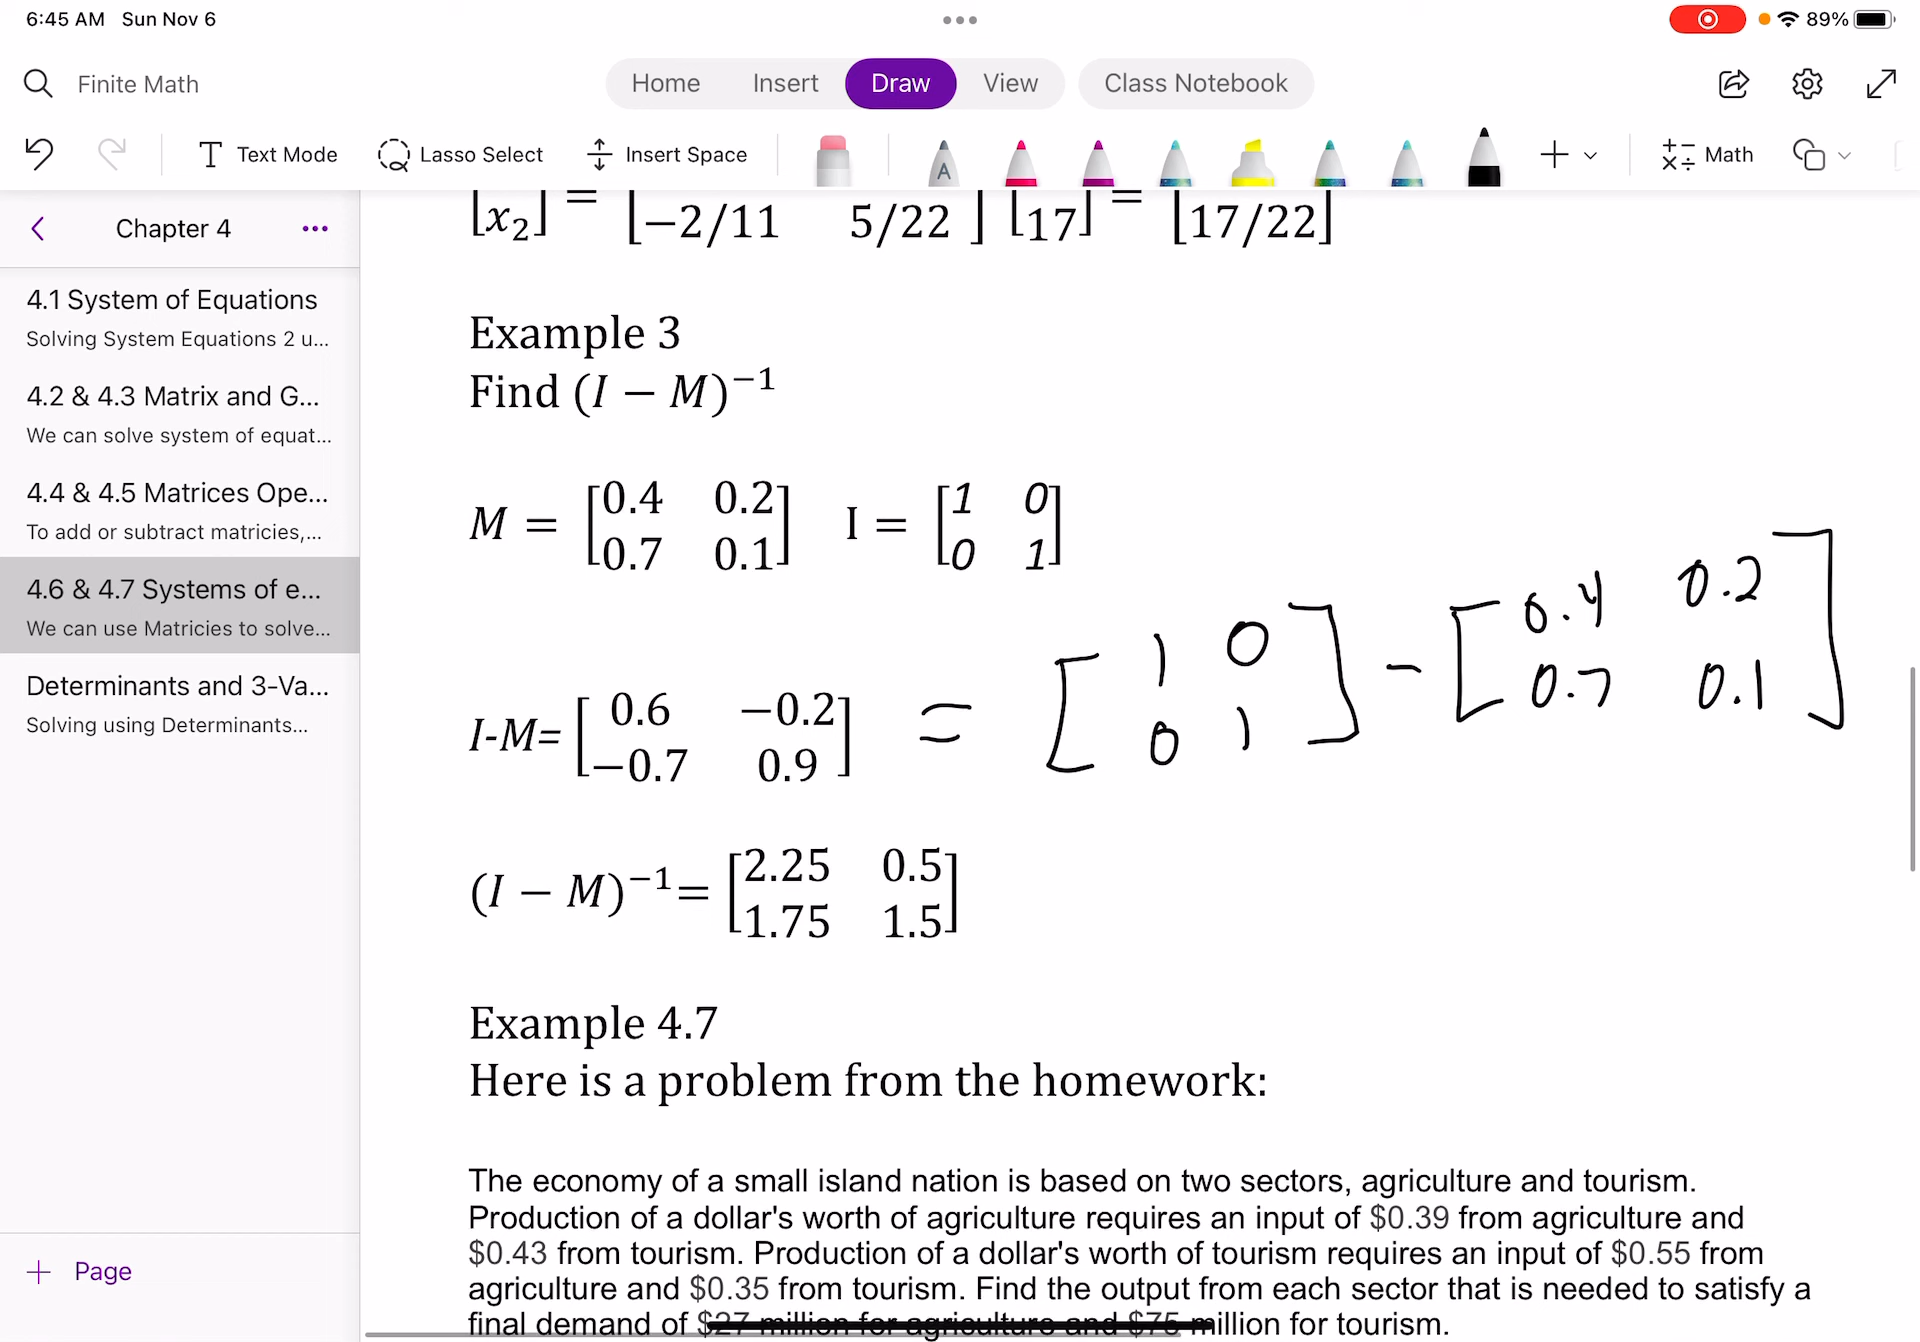 6:45 AM Sun Nov 6
89%
Finite Math
Home Insert Draw View Class Notebook
Text Mode Lasso Select Insert Space A Math
Chapter 4
4.1 System of Equations
Solving System Equations 2 u...
4.2 & 4.3 Matrix and G...
We can solve system of equat...
4.4 & 4.5 Matrices Ope...
To add or subtract matricies,...
4.6 & 4.7 Systems of e...
We can use Matricies to solve...
Determinants and 3-Va...
Solving using Determinants...
+ Page
[x₂] = [−2/11 5/22] [17] = [17/22]
Example 3
Find (I − M)⁻¹
M = [0.4 0.2] I = [1 0]
[0.7 0.1] [0 1]
I-M= [0.6 −0.2] = [1 0] − [0.4 0.2]
[−0.7 0.9] [0 1] [0.7 0.1]
(I − M)⁻¹= [2.25 0.5]
[1.75 1.5]
Example 4.7
Here is a problem from the homework:
The economy of a small island nation is based on two sectors, agriculture and tourism.
Production of a dollar's worth of agriculture requires an input of $0.39 from agriculture and
$0.43 from tourism. Production of a dollar's worth of tourism requires an input of $0.55 from
agriculture and $0.35 from tourism. Find the output from each sector that is needed to satisfy a
final demand of $27 million for agriculture and $75 million for tourism.